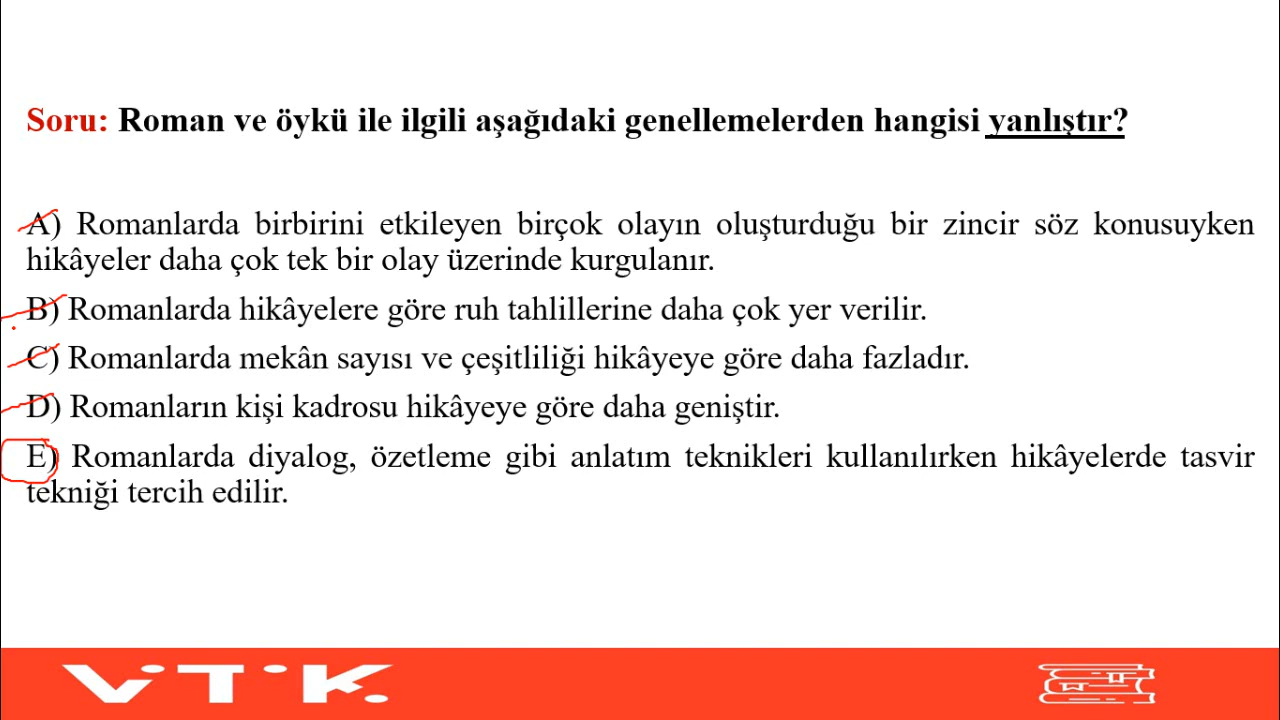 Soru: Roman ve öykü ile ilgili aşağıdaki genellemelerden hangisi yanlıştır?
A) Romanlarda birbirini etkileyen birçok olayın oluşturduğu bir zincir söz konusuyken
hikâyeler daha çok tek bir olay üzerinde kurgulanır.
B) Romanlarda hikâyelere göre ruh tahlillerine daha çok yer verilir.
C) Romanlarda mekân sayısı ve çeşitliliği hikâyeye göre daha fazladır.
D) Romanların kişi kadrosu hikâyeye göre daha geniştir.
E) Romanlarda diyalog, özetleme gibi anlatım teknikleri kullanılırken hikâyelerde tasvir
tekniği tercih edilir.
VTK